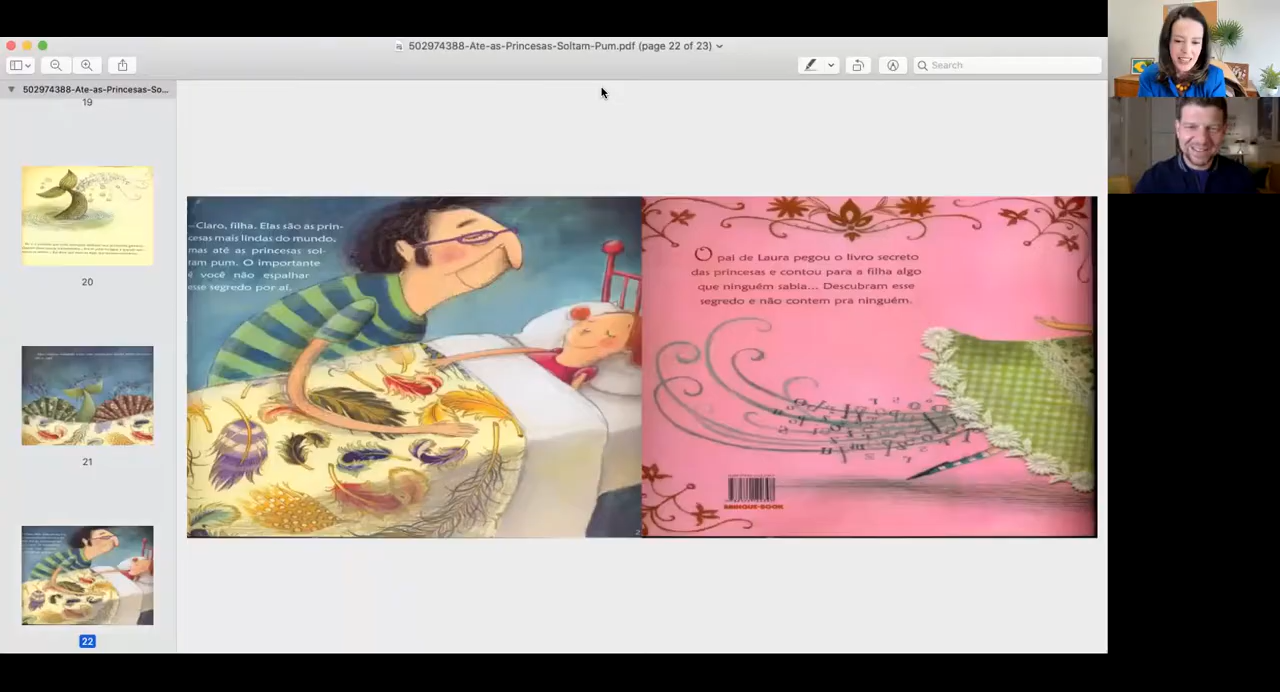 502974388-Ate-as-Princesas-Soltam-Pum.pdf (page 22 of 23)
Search
502974388-Ate-as-Princesas-So...
19
20
21
22
—Claro, filha. Elas são as prin-
cesas mais lindas do mundo,
mas até as princesas sol-
tam pum. O importante
é você não espalhar
esse segredo por aí.
O pai de Laura pegou o livro secreto
das princesas e contou para a filha algo
que ninguém sabia... Descubram esse
segredo e não contem pra ninguém.
BRINQUE-BOOK